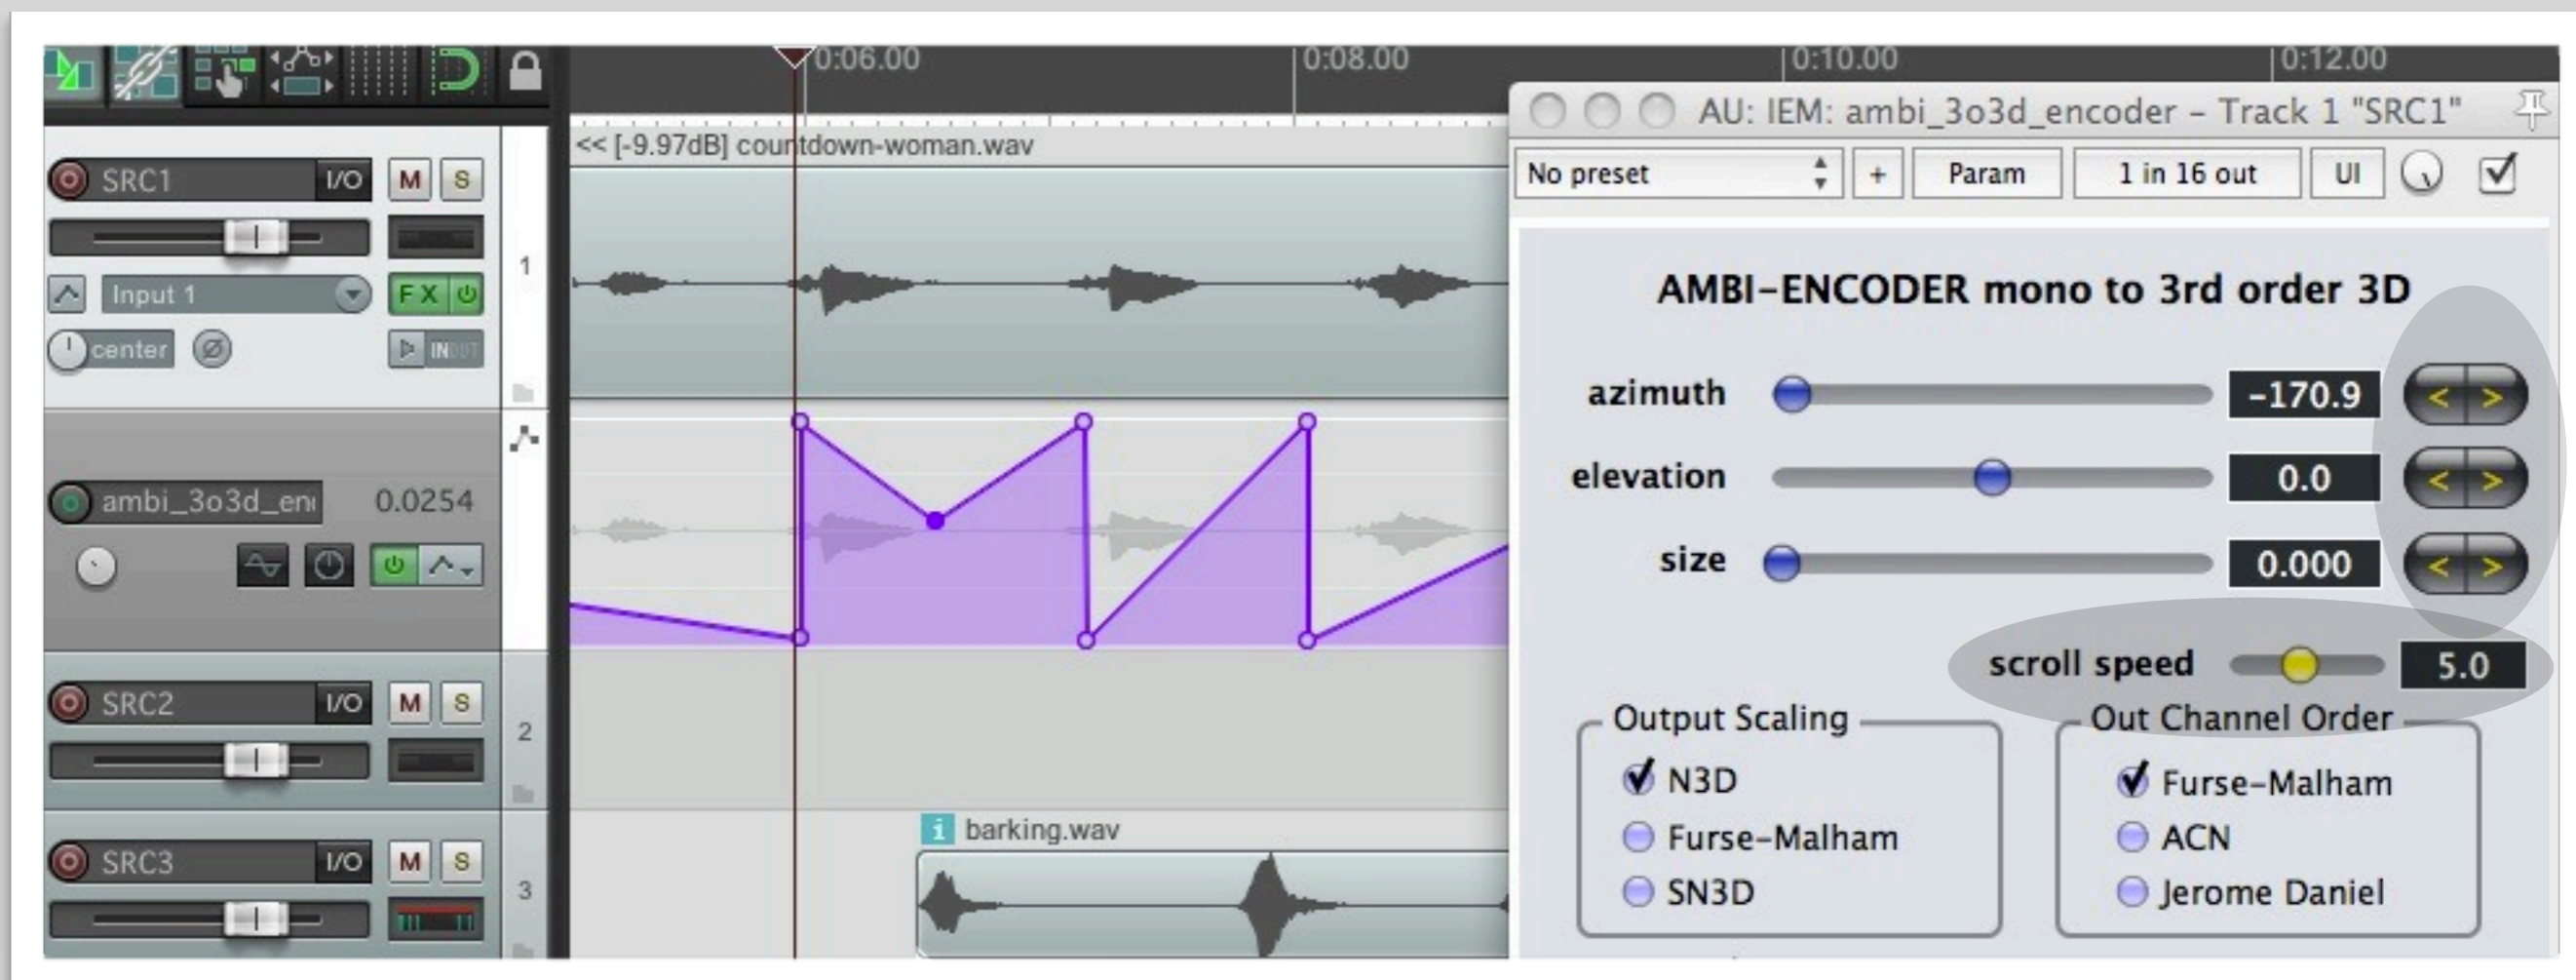 0:06.00 0:08.00 0:10.00 0:12.00
AU: IEM: ambi_3o3d_encoder – Track 1 "SRC1"
<< [-9.97dB] countdown-woman.wav
No preset + Param 1 in 16 out UI
SRC1 I/O M S
1
Input 1 FX
center IN OUT
AMBI–ENCODER mono to 3rd order 3D
azimuth –170.9 < >
elevation 0.0 < >
size 0.000 < >
scroll speed 5.0
ambi_3o3d_en 0.0254
Output Scaling
N3D
Furse–Malham
SN3D
Out Channel Order
Furse–Malham
ACN
Jerome Daniel
SRC2 I/O M S
2
i barking.wav
SRC3 I/O M S
3